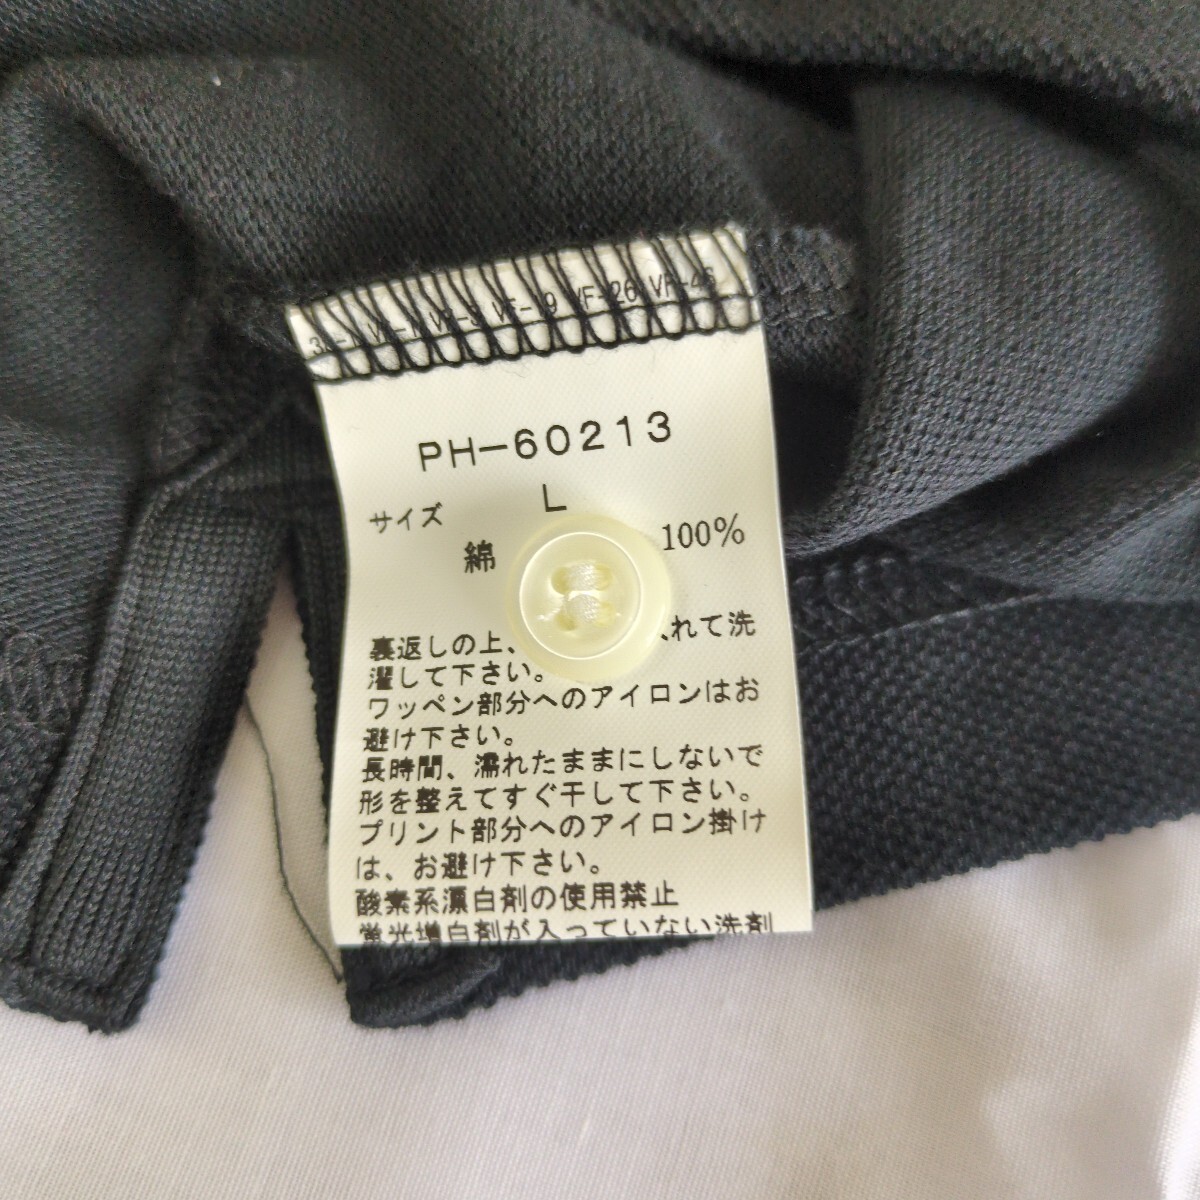 VF-19 VF-26
PH-60213
サイズ L
綿 100%
裏返しの上、 れて洗
濯して下さい。
ワッペン部分へのアイロンはお
避け下さい。
長時間、濡れたままにしないで
形を整えてすぐ干して下さい。
プリント部分へのアイロン掛け
は、お避け下さい。
酸素系漂白剤の使用禁止
蛍光増白剤が入っていない洗剤